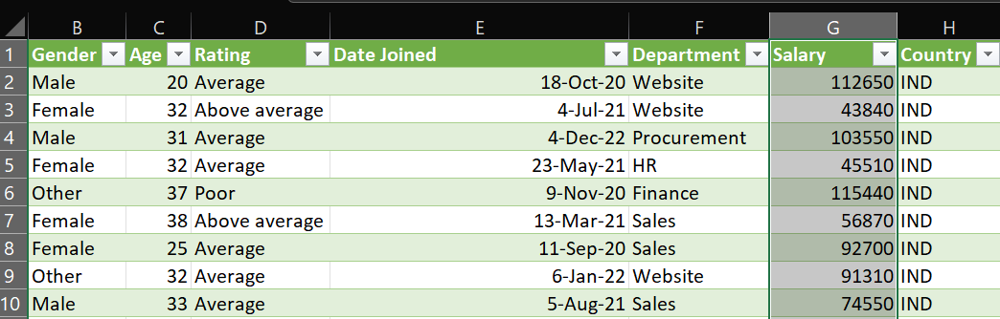 B C D E F G H
1 Gender Age Rating Date Joined Department Salary Country
2 Male 20 Average 18-Oct-20 Website 112650 IND
3 Female 32 Above average 4-Jul-21 Website 43840 IND
4 Male 31 Average 4-Dec-22 Procurement 103550 IND
5 Female 32 Average 23-May-21 HR 45510 IND
6 Other 37 Poor 9-Nov-20 Finance 115440 IND
7 Female 38 Above average 13-Mar-21 Sales 56870 IND
8 Female 25 Average 11-Sep-20 Sales 92700 IND
9 Other 32 Average 6-Jan-22 Website 91310 IND
10 Male 33 Average 5-Aug-21 Sales 74550 IND